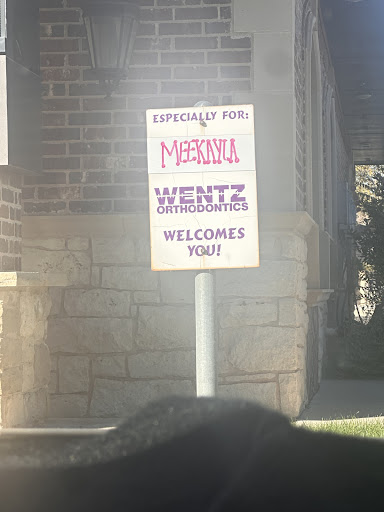 ESPECIALLY FOR:
MEEKAYLA
WENTZ
ORTHODONTICS
WELCOMES
YOU!